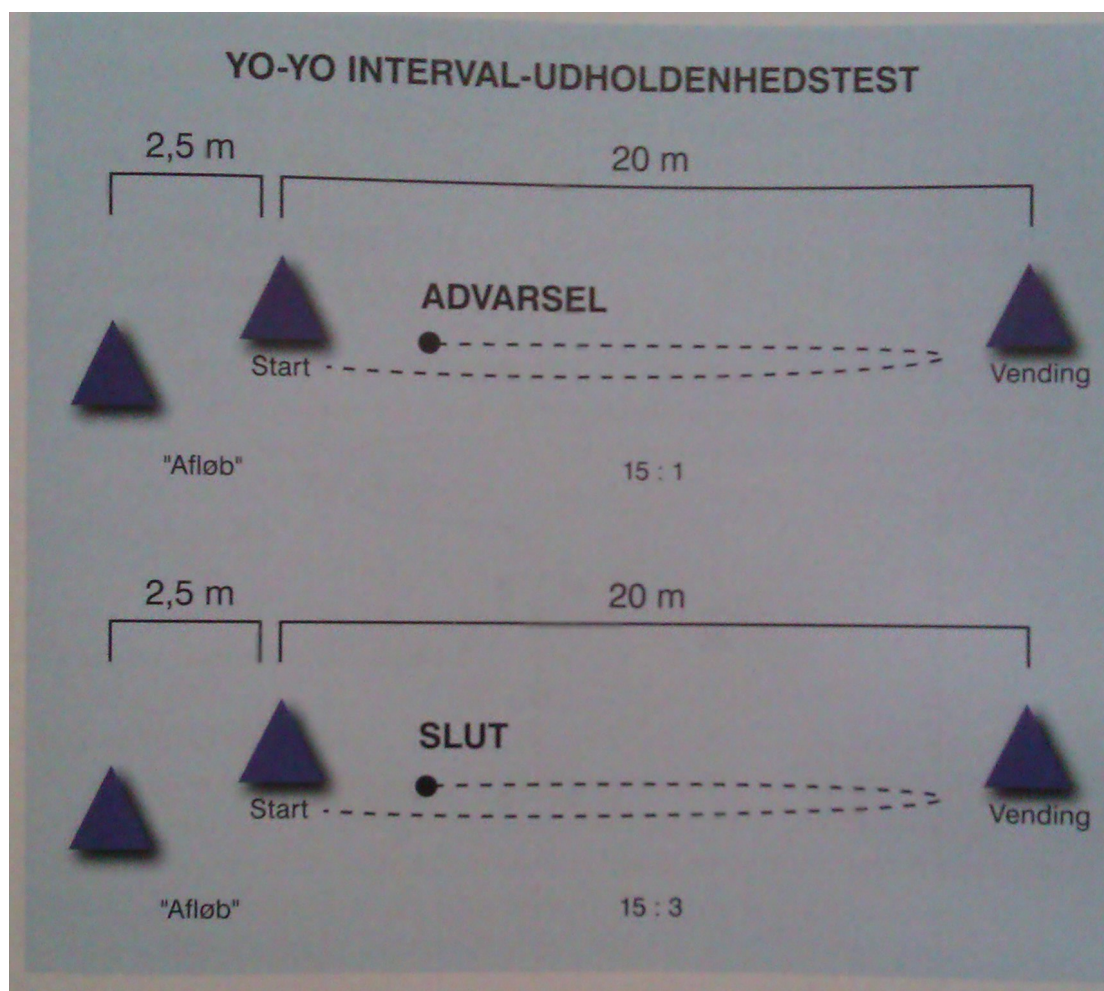 YO-YO INTERVAL-UDHOLDENHEDSTEST
2,5 m
20 m
ADVARSEL
Start
Vending
"Afløb"
15 : 1
2,5 m
20 m
SLUT
Start
Vending
"Afløb"
15 : 3